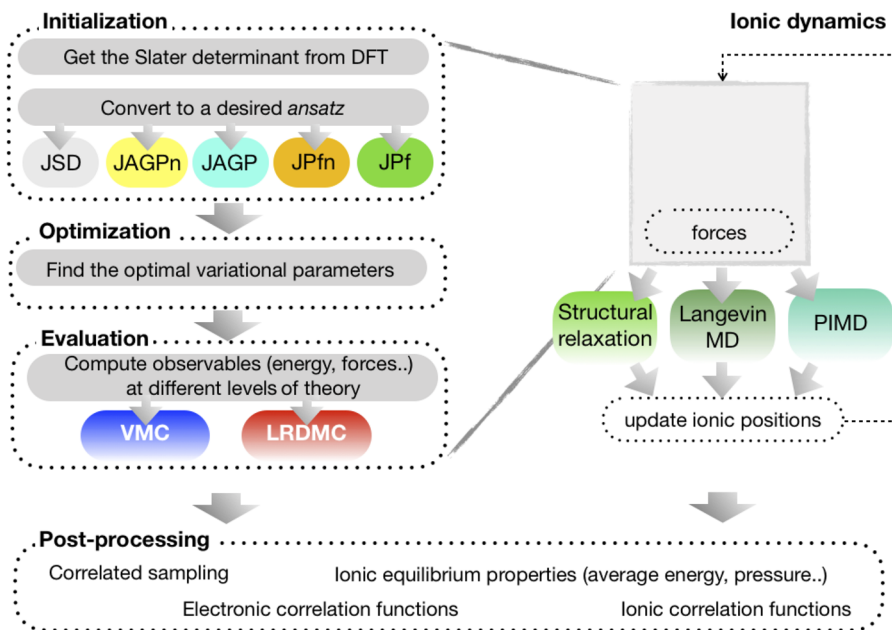 Initialization
Get the Slater determinant from DFT
Convert to a desired ansatz
JSD
JAGPn
JAGP
JPfn
JPf
Optimization
Find the optimal variational parameters
Evaluation
Compute observables (energy, forces..)
at different levels of theory
VMC
LRDMC
Ionic dynamics
forces
Structural
relaxation
Langevin
MD
PIMD
update ionic positions
Post-processing
Correlated sampling
Ionic equilibrium properties (average energy, pressure..)
Electronic correlation functions
Ionic correlation functions